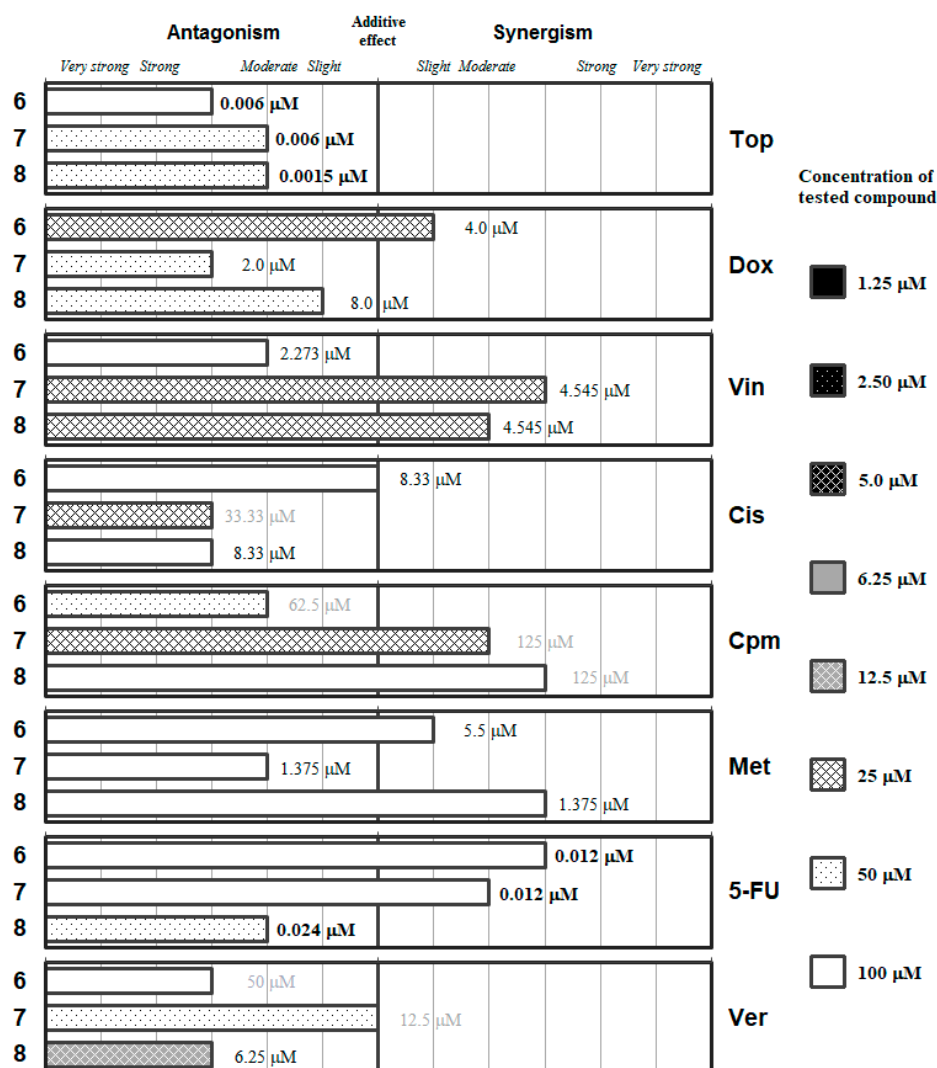 Antagonism
Additive effect
Synergism
Very strong Strong Moderate Slight Slight Moderate Strong Very strong
6 0.006 µM
7 0.006 µM
8 0.0015 µM
Top
6 4.0 µM
7 2.0 µM
8 8.0 µM
Dox
6 2.273 µM
7 4.545 µM
8 4.545 µM
Vin
6 8.33 µM
7 33.33 µM
8 8.33 µM
Cis
6 62.5 µM
7 125 µM
8 125 µM
Cpm
6 5.5 µM
7 1.375 µM
8 1.375 µM
Met
6 0.012 µM
7 0.012 µM
8 0.024 µM
5-FU
6 50 µM
7 12.5 µM
8 6.25 µM
Ver
Concentration of
tested compound
1.25 µM
2.50 µM
5.0 µM
6.25 µM
12.5 µM
25 µM
50 µM
100 µM